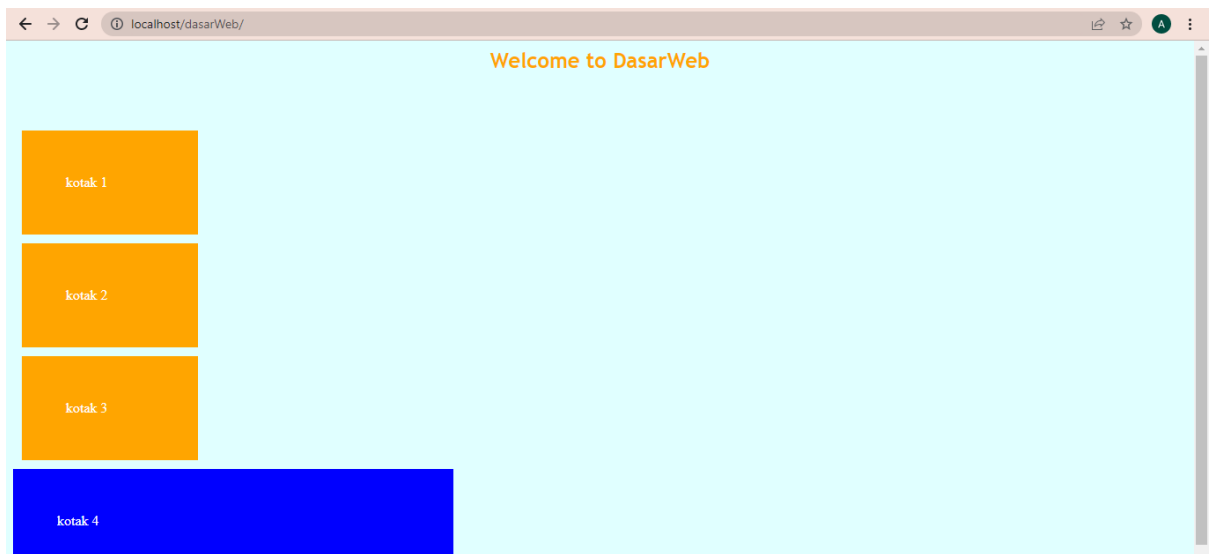 localhost/dasarWeb/
A
Welcome to DasarWeb
kotak 1
kotak 2
kotak 3
kotak 4